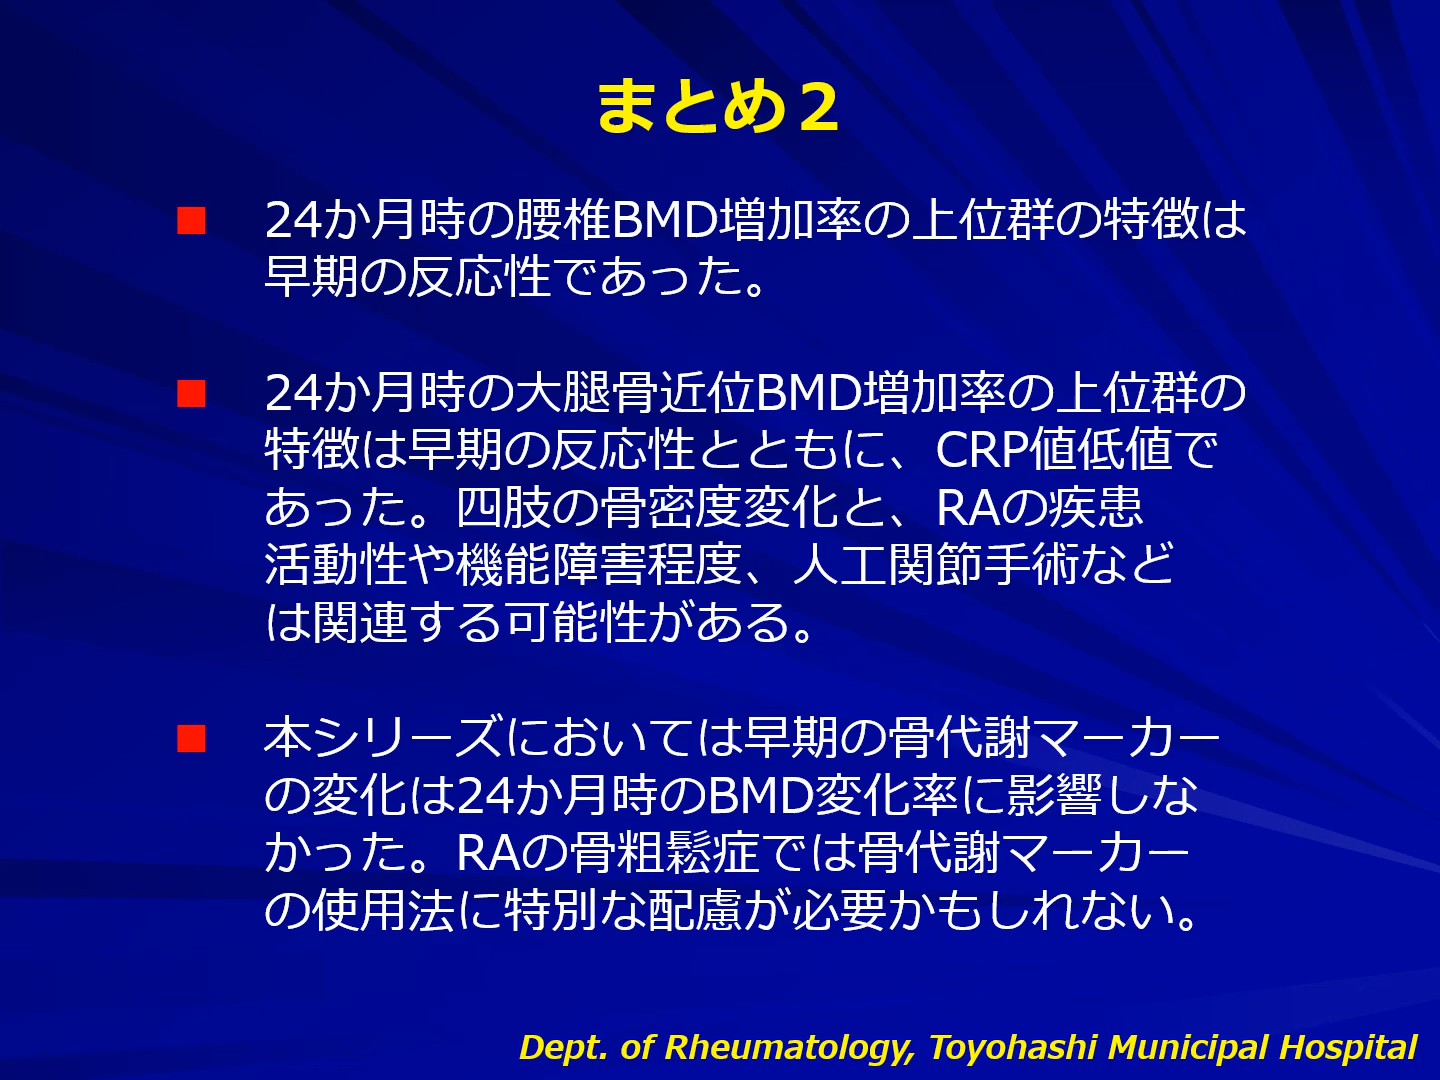 まとめ２
24か月時の腰椎BMD増加率の上位群の特徴は
早期の反応性であった。
24か月時の大腿骨近位BMD増加率の上位群の
特徴は早期の反応性とともに、CRP値低値で
あった。四肢の骨密度変化と、RAの疾患
活動性や機能障害程度、人工関節手術など
は関連する可能性がある。
本シリーズにおいては早期の骨代謝マーカー
の変化は24か月時のBMD変化率に影響しな
かった。RAの骨粗鬆症では骨代謝マーカー
の使用法に特別な配慮が必要かもしれない。
Dept. of Rheumatology, Toyohashi Municipal Hospital